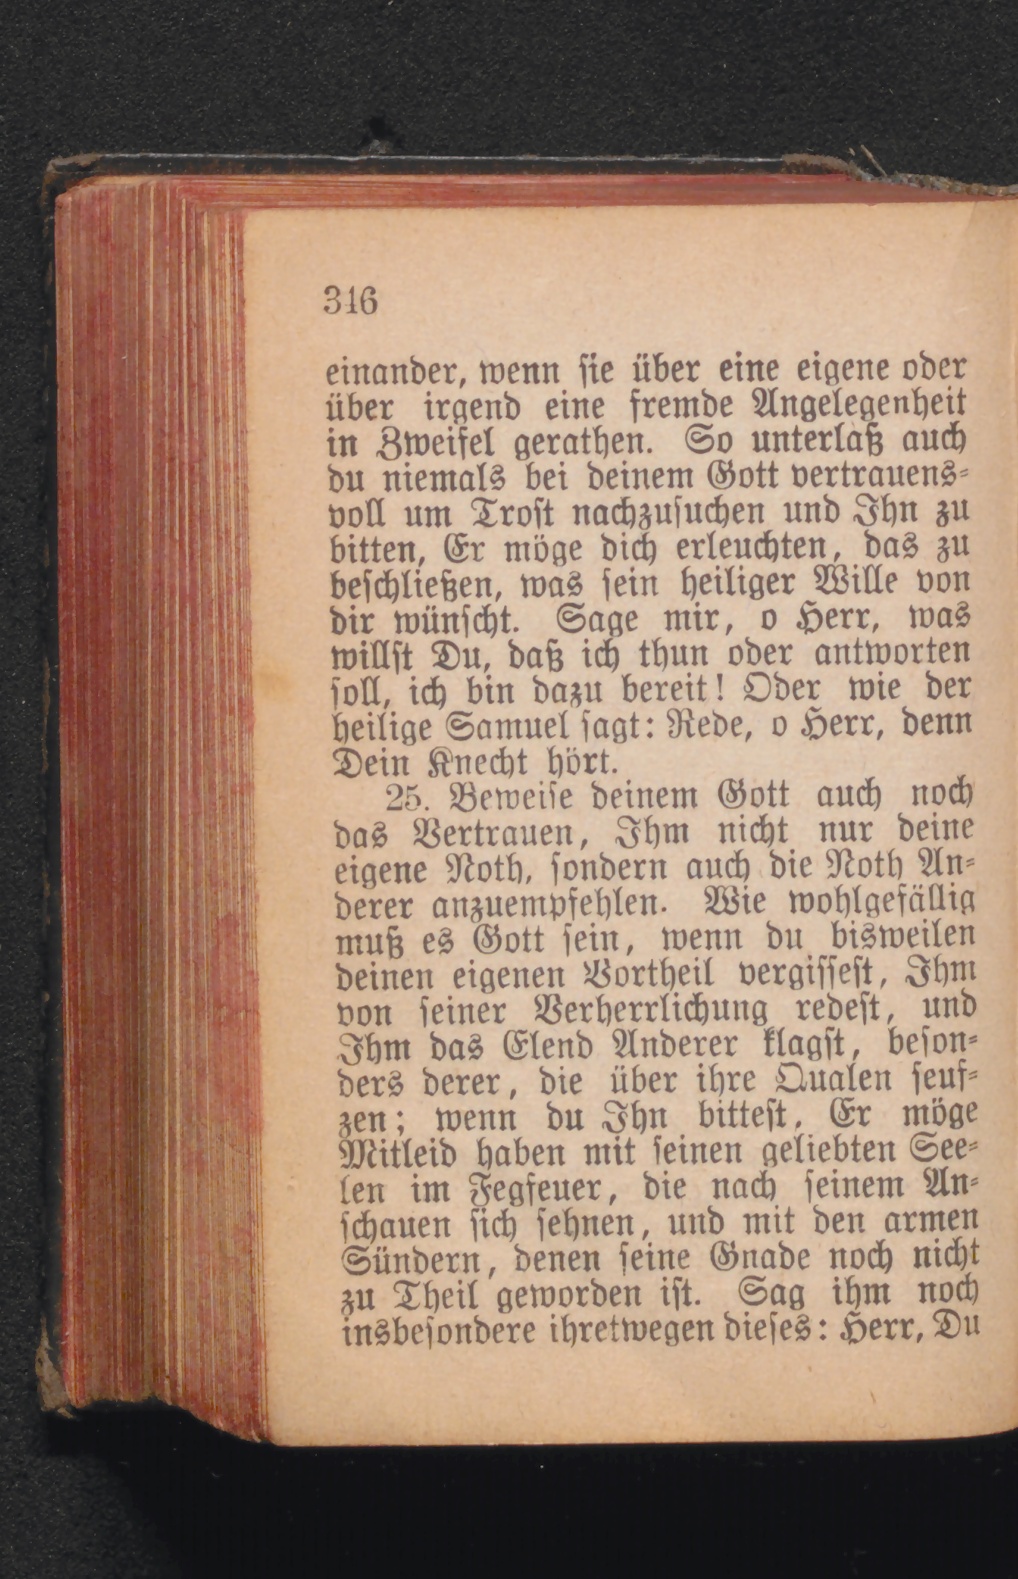 346
einander, wenn sie über eine eigene oder
über irgend eine fremde Angelegenheit
in Zweifel gerathen. So unterlaß auch
du niemals bei deinem Gott vertrauens-
voll um Trost nachzusuchen und Ihn zu
bitten, Er möge dich erleuchten, das zu
beschließen, was sein heiliger Wille von
dir wünscht. Sage mir, o Herr, was
willst Du, daß ich thun oder antworten
soll, ich bin dazu bereit! Oder wie der
heilige Samuel sagt: Rede, o Herr, denn
Dein Knecht hört.
25. Beweise deinem Gott auch noch
das Vertrauen, Ihm nicht nur deine
eigene Noth, sondern auch die Noth An-
derer anzuempfehlen. Wie wohlgefällig
muß es Gott sein, wenn du bisweilen
deinen eigenen Vortheil vergissest, Ihm
von seiner Verherrlichung redest, und
Ihm das Elend Anderer klagst, beson-
ders derer, die über ihre Qualen seuf-
zen; wenn du Ihn bittest, Er möge
Mitleid haben mit seinen geliebten See-
len im Fegfeuer, die nach seinem An-
schauen sich sehnen, und mit den armen
Sündern, denen seine Gnade noch nicht
zu Theil geworden ist. Sag ihm noch
insbesondere ihretwegen dieses: Herr, Du